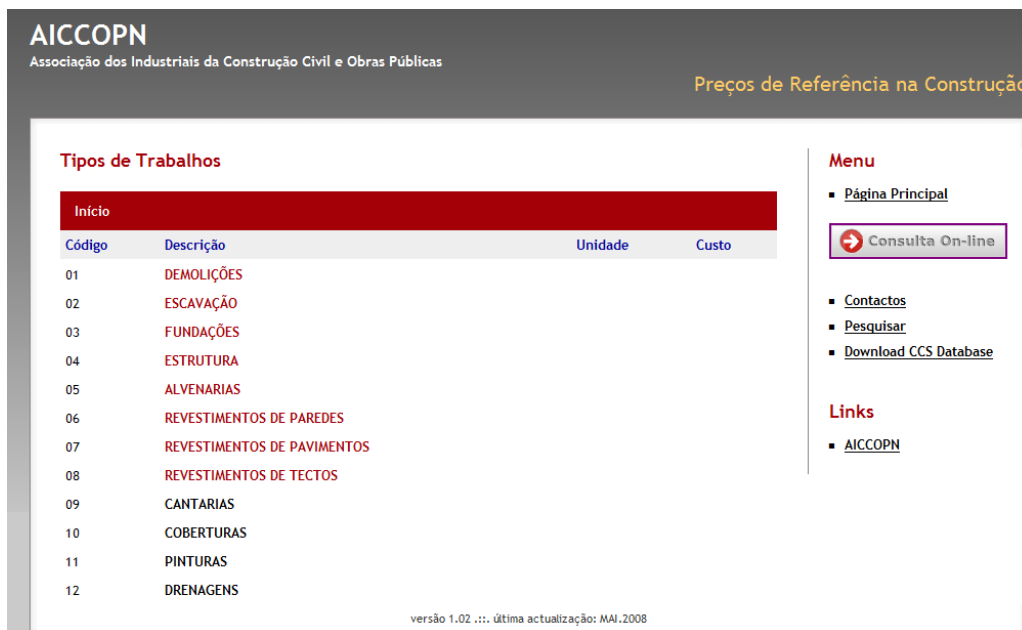 AICCOPN
Associação dos Industriais da Construção Civil e Obras Públicas
Preços de Referência na Construção
Tipos de Trabalhos
Início
Código Descrição Unidade Custo
01 DEMOLIÇÕES
02 ESCAVAÇÃO
03 FUNDAÇÕES
04 ESTRUTURA
05 ALVENARIAS
06 REVESTIMENTOS DE PAREDES
07 REVESTIMENTOS DE PAVIMENTOS
08 REVESTIMENTOS DE TECTOS
09 CANTARIAS
10 COBERTURAS
11 PINTURAS
12 DRENAGENS
Menu
Página Principal
Consulta On-line
Contactos
Pesquisar
Download CCS Database
Links
AICCOPN
versão 1.02 .::. última actualização: MAI.2008